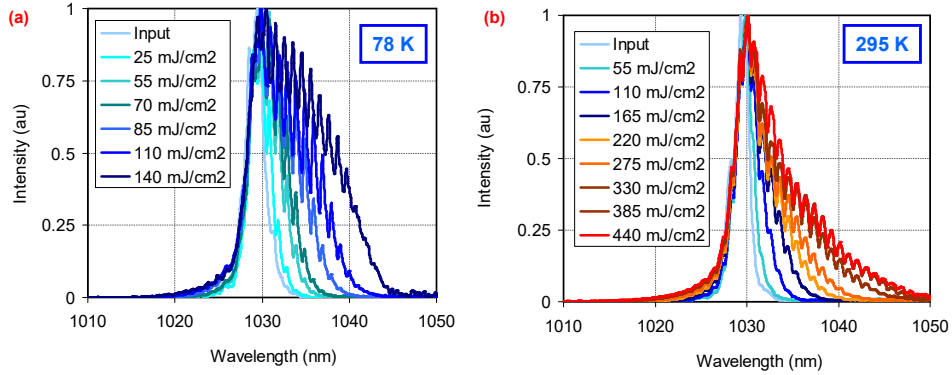 (a)
78 K
Input
25 mJ/cm2
55 mJ/cm2
70 mJ/cm2
85 mJ/cm2
110 mJ/cm2
140 mJ/cm2
Intensity (au)
1
0.75
0.5
0.25
0
1010 1020 1030 1040 1050
Wavelength (nm)
(b)
295 K
Input
55 mJ/cm2
110 mJ/cm2
165 mJ/cm2
220 mJ/cm2
275 mJ/cm2
330 mJ/cm2
385 mJ/cm2
440 mJ/cm2
Intensity (au)
1
0.75
0.5
0.25
0
1010 1020 1030 1040 1050
Wavelength (nm)